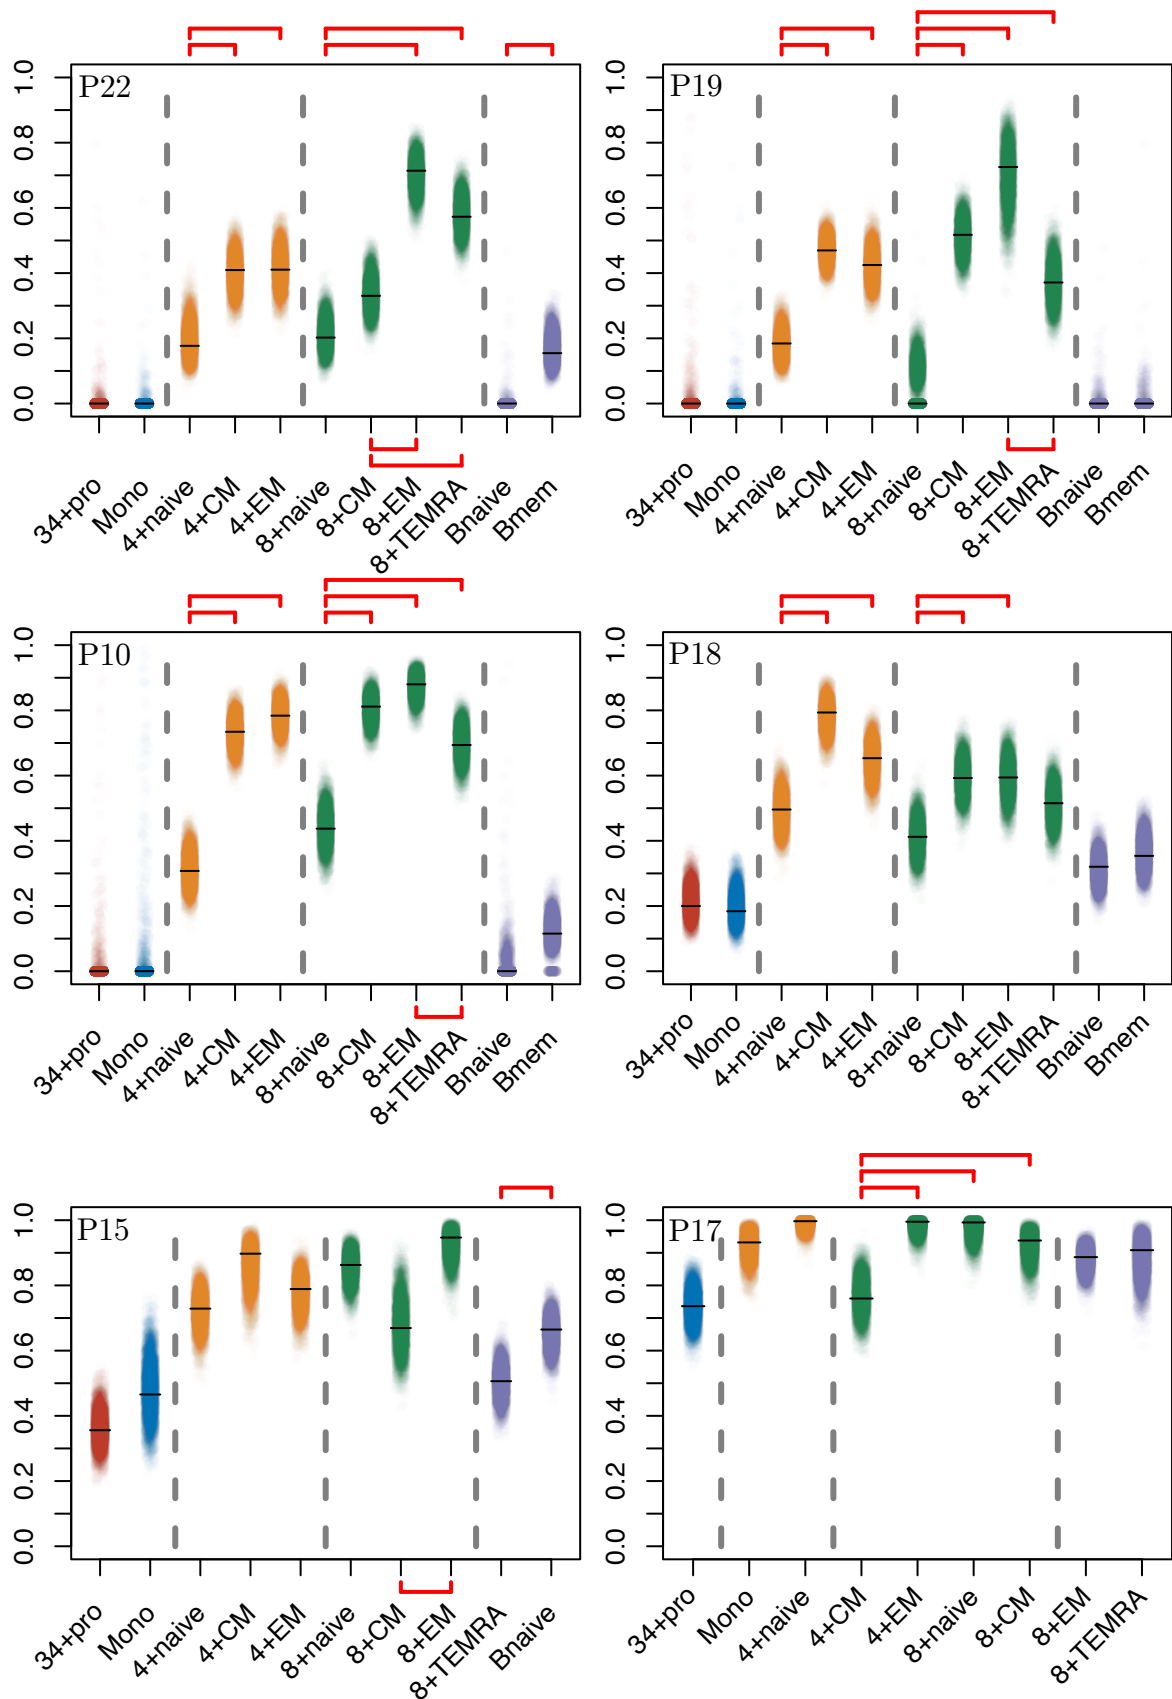 P22
1.0
0.8
0.6
0.4
0.2
0.0
34+pro
Mono
4+naive
4+CM
4+EM
8+naive
8+CM
8+EM
8+TEMRA
Bnaive
Bmem
P19
1.0
0.8
0.6
0.4
0.2
0.0
34+pro
Mono
4+naive
4+CM
4+EM
8+naive
8+CM
8+EM
8+TEMRA
Bnaive
Bmem
P10
1.0
0.8
0.6
0.4
0.2
0.0
34+pro
Mono
4+naive
4+CM
4+EM
8+naive
8+CM
8+EM
8+TEMRA
Bnaive
Bmem
P18
1.0
0.8
0.6
0.4
0.2
0.0
34+pro
Mono
4+naive
4+CM
4+EM
8+naive
8+CM
8+EM
8+TEMRA
Bnaive
Bmem
P15
1.0
0.8
0.6
0.4
0.2
0.0
34+pro
Mono
4+naive
4+CM
4+EM
8+naive
8+CM
8+EM
8+TEMRA
Bnaive
P17
1.0
0.8
0.6
0.4
0.2
0.0
34+pro
Mono
4+naive
4+CM
4+EM
8+naive
8+CM
8+EM
8+TEMRA